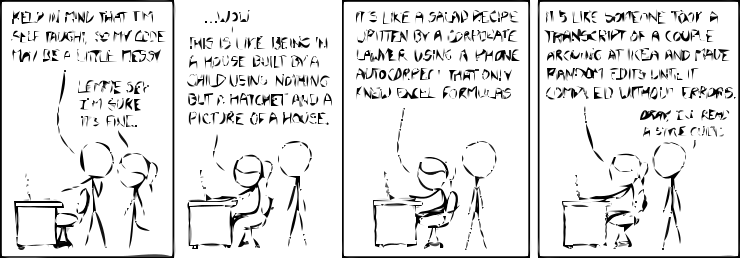 KEEP IN MIND THAT I'M
SELF TAUGHT, SO MY CODE
MAY BE A LITTLE MESSY.
LEMME SEE-
I'M SURE
IT'S FINE.
...WOW.
THIS IS LIKE BEING IN
A HOUSE BUILT BY A
CHILD USING NOTHING
BUT A HATCHET AND A
PICTURE OF A HOUSE.
IT'S LIKE A SALAD RECIPE
WRITTEN BY A CORPORATE
LAWYER USING A PHONE
AUTOCORRECT THAT ONLY
KNEW EXCEL FORMULAS.
IT'S LIKE SOMEONE TOOK A
TRANSCRIPT OF A COUPLE
ARGUING AT IKEA AND MADE
RANDOM EDITS UNTIL IT
COMPILED WITHOUT ERRORS.
OKAY, I'LL READ
A STYLE GUIDE.